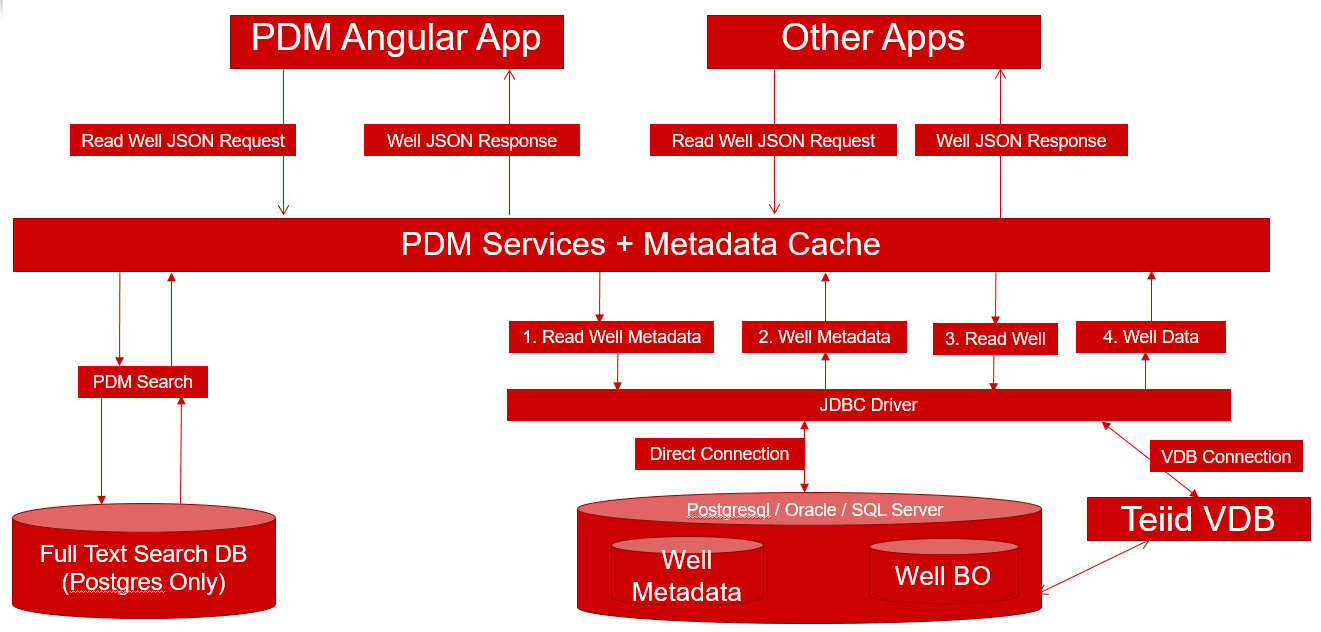 PDM Angular App
Other Apps
Read Well JSON Request
Well JSON Response
Read Well JSON Request
Well JSON Response
PDM Services + Metadata Cache
1. Read Well Metadata
2. Well Metadata
3. Read Well
4. Well Data
PDM Search
JDBC Driver
Direct Connection
VDB Connection
Postgresql / Oracle / SQL Server
Teiid VDB
Full Text Search DB
(Postgres Only)
Well
Metadata
Well BO